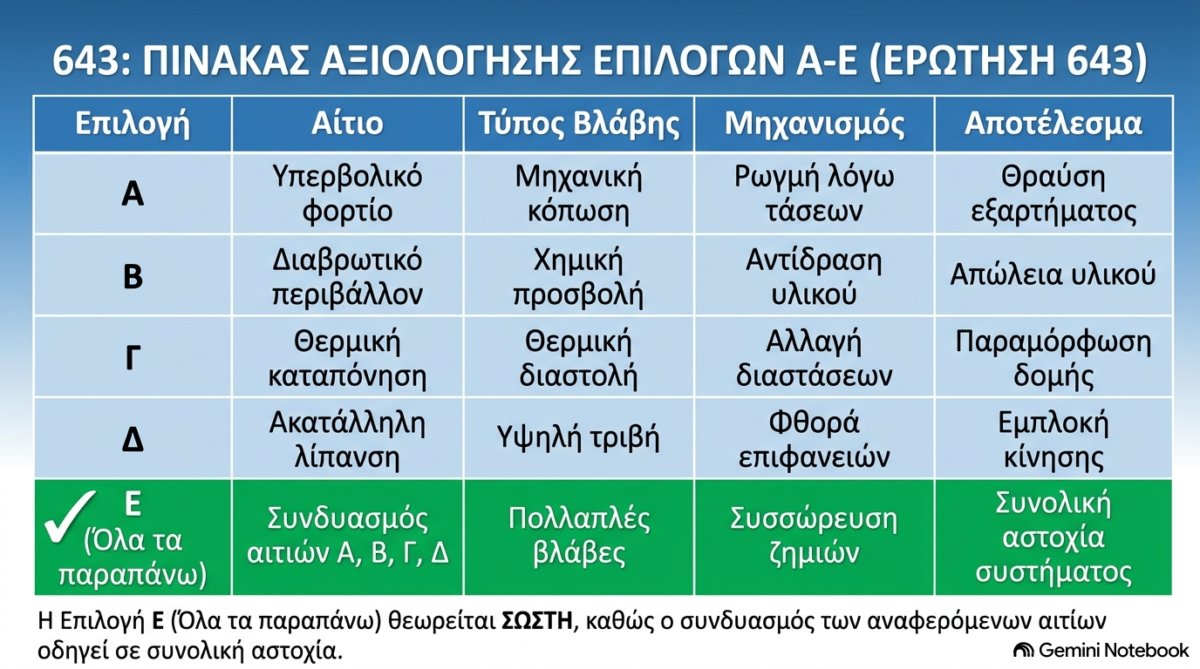 643: ΠΙΝΑΚΑΣ ΑΞΙΟΛΟΓΗΣΗΣ ΕΠΙΛΟΓΩΝ Α-Ε (ΕΡΩΤΗΣΗ 643)
Επιλογή
Αίτιο
Τύπος Βλάβης
Μηχανισμός
Αποτέλεσμα
Α
Υπερβολικό
φορτίο
Μηχανική
κόπωση
Ρωγμή λόγω
τάσεων
Θραύση
εξαρτήματος
Β
Διαβρωτικό
περιβάλλον
Χημική
προσβολή
Αντίδραση
υλικού
Απώλεια υλικού
Γ
Θερμική
καταπόνηση
Θερμική
διαστολή
Αλλαγή
διαστάσεων
Παραμόρφωση
δομής
Δ
Ακατάλληλη
λίπανση
Υψηλή τριβή
Φθορά
επιφανειών
Εμπλοκή
κίνησης
✓ Ε
(Όλα τα
παραπάνω)
Συνδυασμός
αιτιών Α, Β, Γ, Δ
Πολλαπλές
βλάβες
Συσσώρευση
ζημιών
Συνολική
αστοχία
συστήματος
Η Επιλογή Ε (Όλα τα παραπάνω) θεωρείται ΣΩΣΤΗ, καθώς ο συνδυασμός των αναφερόμενων αιτίων
οδηγεί σε συνολική αστοχία.
Gemini Notebook